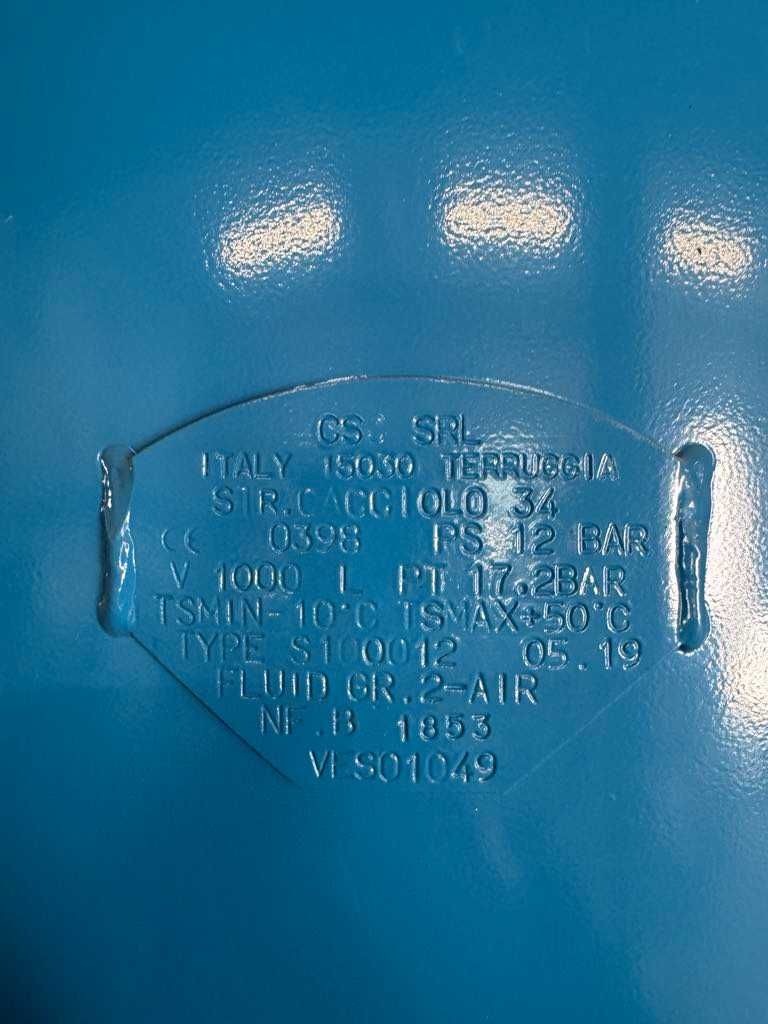 CSC SRL
ITALY 15030 TERRUGGIA
STR.CACCIOLO 34
CE 0398 PS 12 BAR
V 1000 L PT 17.2BAR
TSMIN-10°C TSMAX+50°C
TYPE S100012 05.19
FLUID GR.2-AIR
NF.B 1853
VES01049